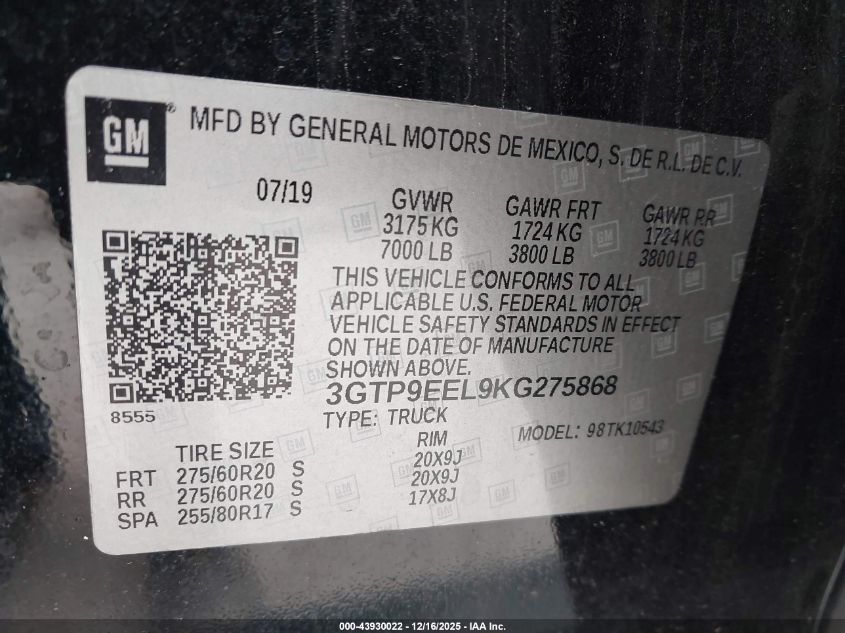 GM ® MFD BY GENERAL MOTORS DE MEXICO, S. DE R.L. DE C.V.
07/19 GVWR GAWR FRT GAWR RR
3175 KG 1724 KG 1724 KG
7000 LB 3800 LB 3800 LB
THIS VEHICLE CONFORMS TO ALL
APPLICABLE U.S. FEDERAL MOTOR
VEHICLE SAFETY STANDARDS IN EFFECT
ON THE DATE OF MANUFACTURE
SHOWN ABOVE.
3GTP9EEL9KG275868
8555
TYPE: TRUCK MODEL: 98TK10543
TIRE SIZE RIM
FRT 275/60R20 S 20X9J
RR 275/60R20 S 20X9J
SPA 255/80R17 S 17X8J
000-43930022 - 12/16/2025 - IAA Inc.